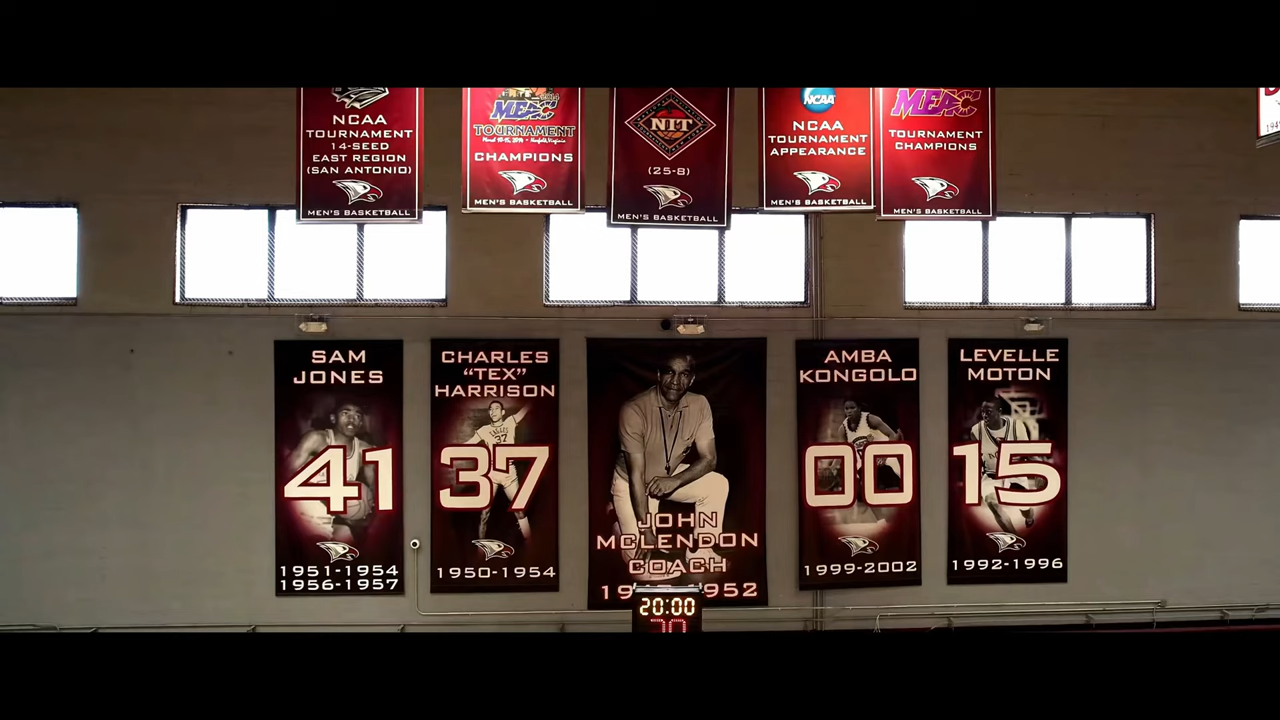 NCAA
TOURNAMENT
14-SEED
EAST REGION
(SAN ANTONIO)
MEN'S BASKETBALL
MEAC
TOURNAMENT
CHAMPIONS
MEN'S BASKETBALL
NIT
(25-8)
MEN'S BASKETBALL
NCAA
NCAA
TOURNAMENT
APPEARANCE
MEN'S BASKETBALL
MEAC
TOURNAMENT
CHAMPIONS
MEN'S BASKETBALL
SAM
JONES
41
1951-1954
1956-1957
CHARLES
“TEX”
HARRISON
EAGLES
37
37
1950-1954
JOHN
MCLENDON
COACH
AMBA
KONGOLO
00
1999-2002
LEVELLE
MOTON
15
1992-1996
20:00